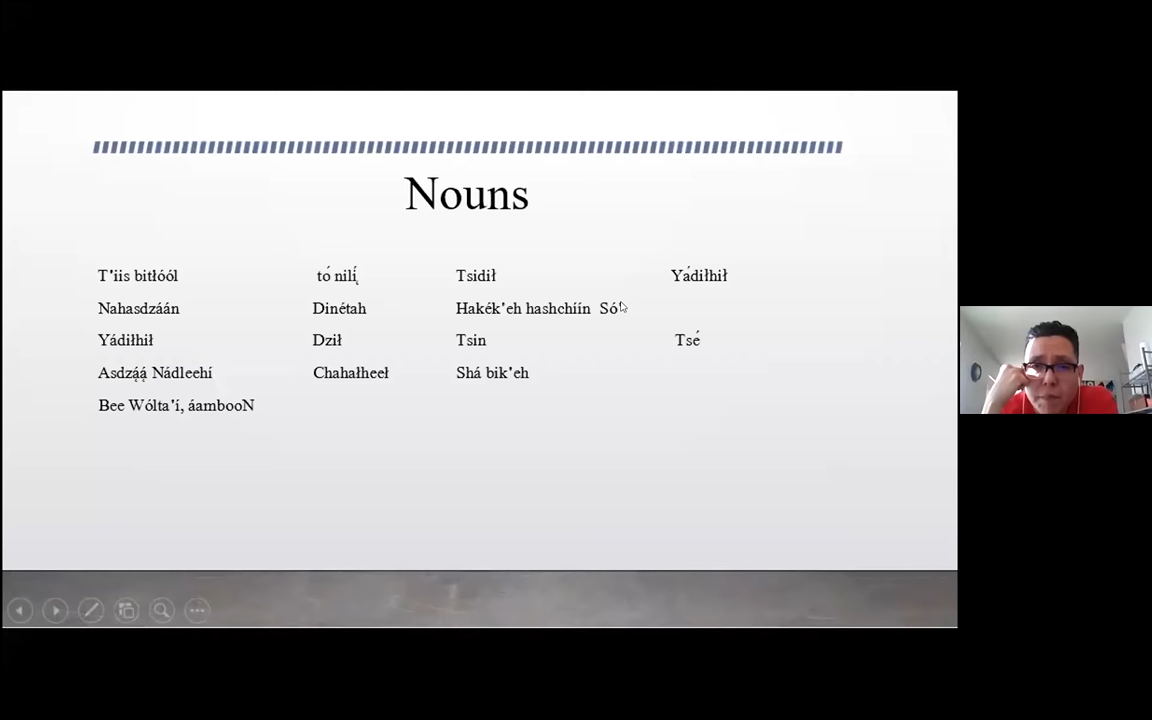 Nouns
T'iis bitłóól tó nilį́ Tsidił Yádiłhił
Nahasdzáán Dinétah Hakék'eh hashchíín Só
Yádiłhił Dził Tsin Tsé
Asdzą́ą́ Nádleehí Chahałheeł Shá bik'eh
Bee Wólta'í, áambooN